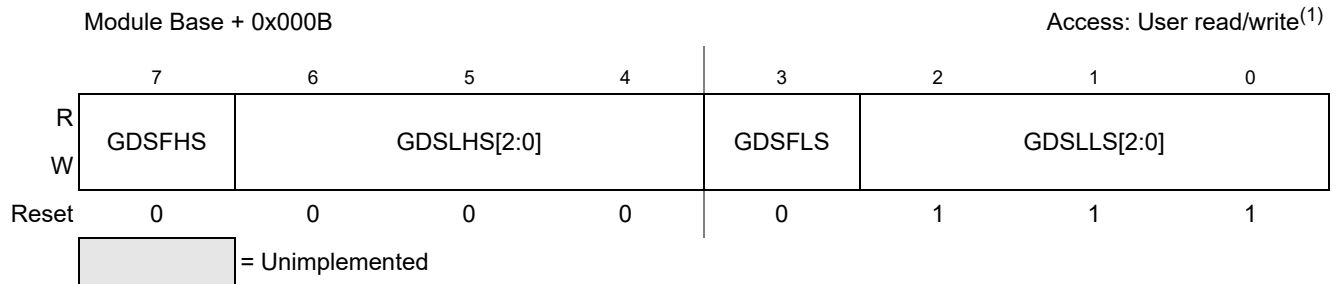 Module Base + 0x000B Access: User read/write(1)
7 6 5 4 3 2 1 0
R
GDSFHS GDSLHS[2:0] GDSFLS GDSLLS[2:0]
W
Reset 0 0 0 0 0 1 1 1
= Unimplemented